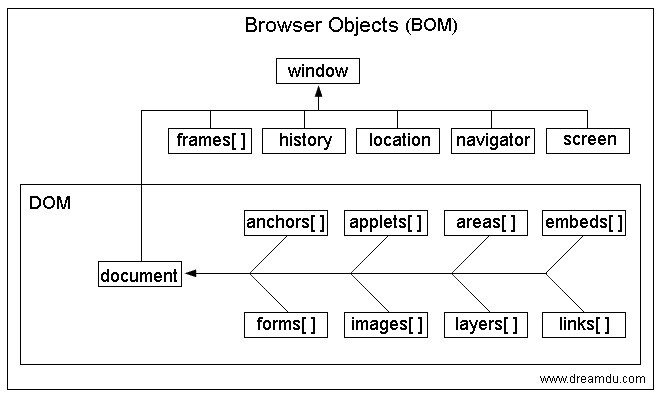 Browser Objects (BOM)
window
frames[ ] history location navigator screen
DOM
anchors[ ] applets[ ] areas[ ] embeds[ ]
document
forms[ ] images[ ] layers[ ] links[ ]
www.dreamdu.com